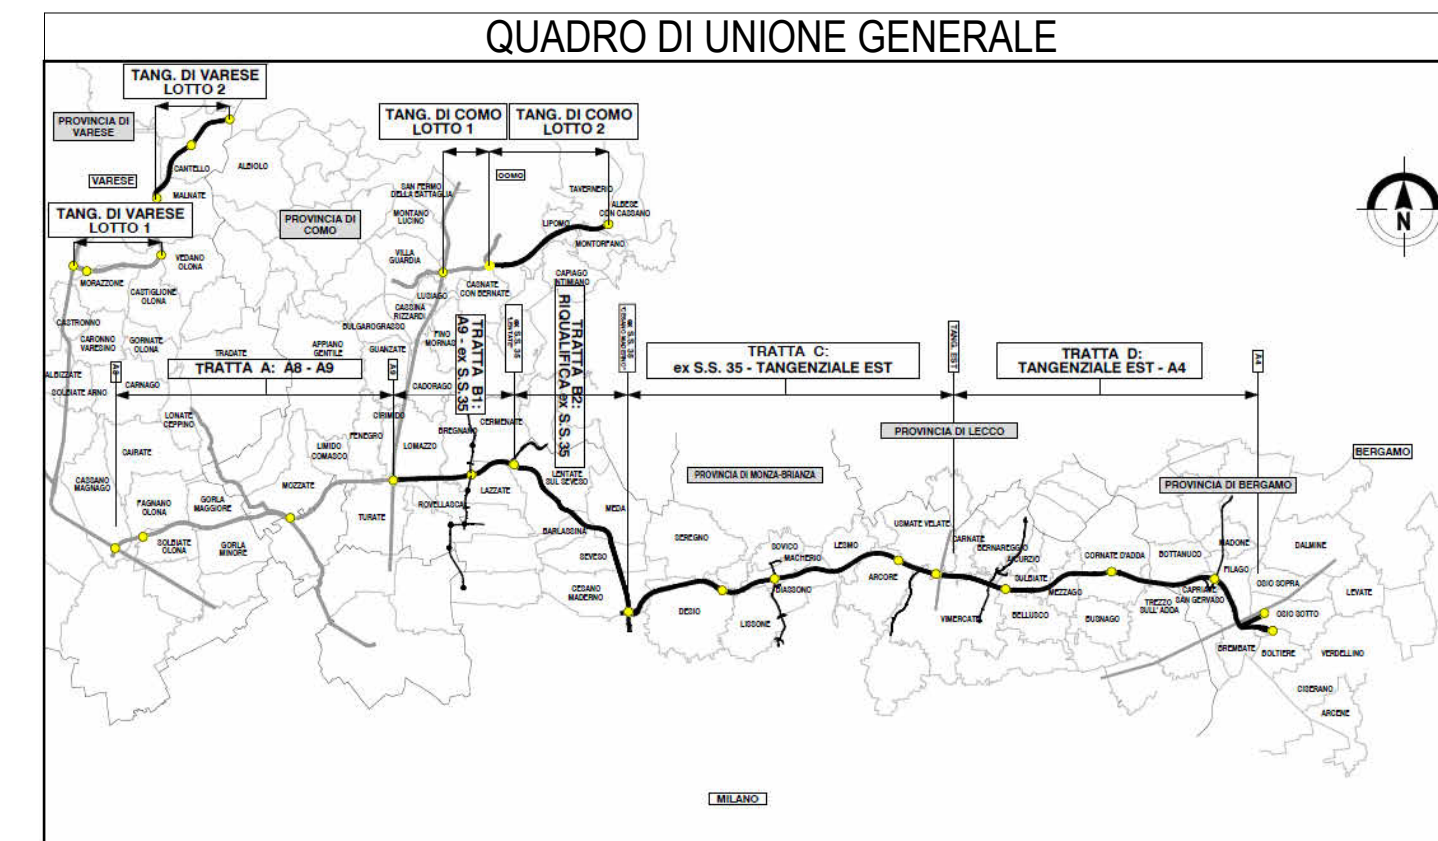 QUADRO DI UNIONE GENERALE
TANG. DI VARESE
LOTTO 2
PROVINCIA DI
VARESE
CANTELLO
ALBIOLO
VARESE
MALNATE
TANG. DI VARESE
LOTTO 1
PROVINCIA DI
COMO
TANG. DI COMO
LOTTO 1
TANG. DI COMO
LOTTO 2
COMO
SAN FERMO
DELLA BATTAGLIA
TAVERNERIO
ALBESE
CON CASSANO
MONTANO
LUCINO
LIPOMO
MONTORFANO
VILLA
GUARDIA
VEDANO
OLONA
MORAZZONE
CASTIGLIONE
OLONA
LUISAGO
CASNATE
CON BERNATE
CAPIAGO
INTIMIANO
CASSINA
RIZZARDI
CASTRONNO
BULGAROGRASSO
FINO
MORNAS
CARONNO
VARESINO
GORNATE
OLONA
TRADATE
APPIANO
GENTILE
GUANZATE
N
TRATTA A: A8 - A9
A8
A9
TRATTA B1:
A9 - ex S.S.35
ex S.S. 35
LENTATE
TRATTA B2:
RIQUALIFICA ex S.S.35
ex S.S. 35
TRATTA C:
ex S.S. 35 - TANGENZIALE EST
TANG. EST
TRATTA D:
TANGENZIALE EST - A4
A4
ALBIZZATE
SOLBIATE ARNO
CARNAGO
CADORAGO
LONATE
CEPPINO
CIRIMIDO
FENEGRO
LOMAZZO
BREGNANO
CERMENATE
LIMIDO
COMASCO
CAIRATE
CASSANO
MAGNAGO
MOZZATE
FAGNANO
OLONA
GORLA
MAGGIORE
TURATE
ROVELLASCA
LAZZATE
LENTATE
SUL SEVESO
MEDA
SOLBIATE
OLONA
GORLA
MINORE
BARLASSINA
SEVESO
CESANO
MADERNO
PROVINCIA DI MONZA-BRIANZA
PROVINCIA DI LECCO
PROVINCIA DI BERGAMO
BERGAMO
SEREGNO
SOVICO
MACHERIO
LESMO
USMATE VELATE
CARNATE
BERNAREGGIO
AICURZIO
SULBIATE
CORNATE D'ADDA
BOTTANUCO
MADONE
FILAGO
DALMINE
DESIO
LISSONE
BIASSONO
ARCORE
VIMERCATE
BELLUSCO
MEZZAGO
BUSNAGO
TREZZO
SULL'ADDA
CAPRIATE
SAN GERVASO
OSIO SOPRA
OSIO SOTTO
LEVATE
BREMBATE
BOLTIERE
VERDELLINO
CISERANO
ARCENE
MILANO